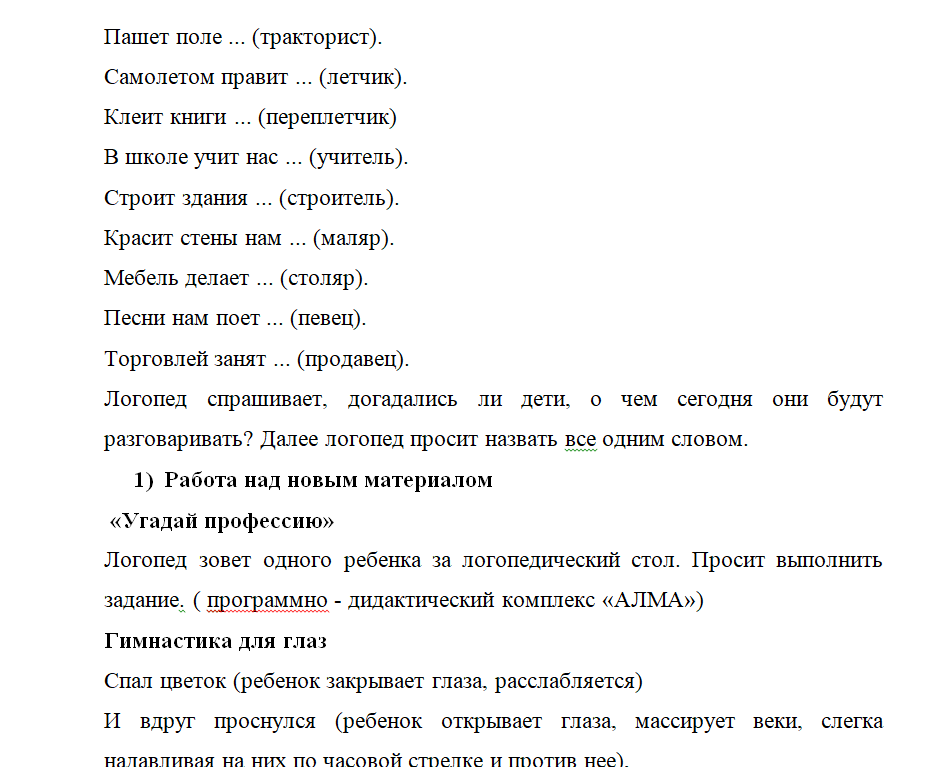 Пашет поле ... (тракторист).
Самолетом правит ... (летчик).
Клеит книги ... (переплетчик)
В школе учит нас ... (учитель).
Строит здания ... (строитель).
Красит стены нам ... (маляр).
Мебель делает ... (столяр).
Песни нам поет ... (певец).
Торговлей занят ... (продавец).
Логопед спрашивает, догадались ли дети, о чем сегодня они будут
разговаривать? Далее логопед просит назвать все одним словом.
1) Работа над новым материалом
«Угадай профессию»
Логопед зовет одного ребенка за логопедический стол. Просит выполнить
задание. ( программно - дидактический комплекс «АЛМА»)
Гимнастика для глаз
Спал цветок (ребенок закрывает глаза, расслабляется)
И вдруг проснулся (ребенок открывает глаза, массирует веки, слегка
надавливая на них по часовой стрелке и против нее).